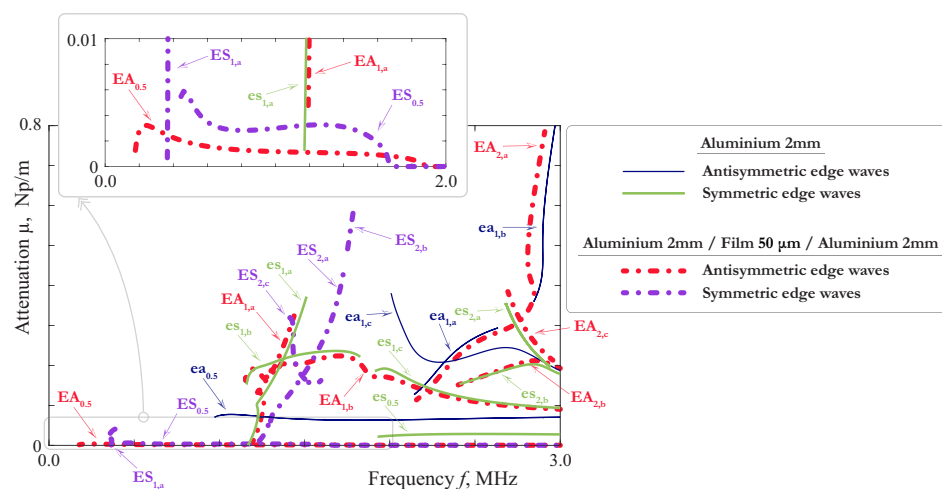 0.01
ES1,a
EA1,a
EA0.5
es1,a
ES0.5
0
0.0
2.0
0.8
Attenuation μ, Np/m
EA2,a
ea1,b
ES2,b
ES2,a
es1,a
ES2,c
EA1,a
es1,b
ea1,c
ea1,a
es2,a
EA2,c
es1,c
ea0.5
EA0.5
ES0.5
EA1,b
es0.5
es2,b
EA2,b
0
ES1,a
0.0
3.0
Frequency f, MHz
Aluminium 2mm
Antisymmetric edge waves
Symmetric edge waves
Aluminium 2mm / Film 50 μm / Aluminium 2mm
Antisymmetric edge waves
Symmetric edge waves